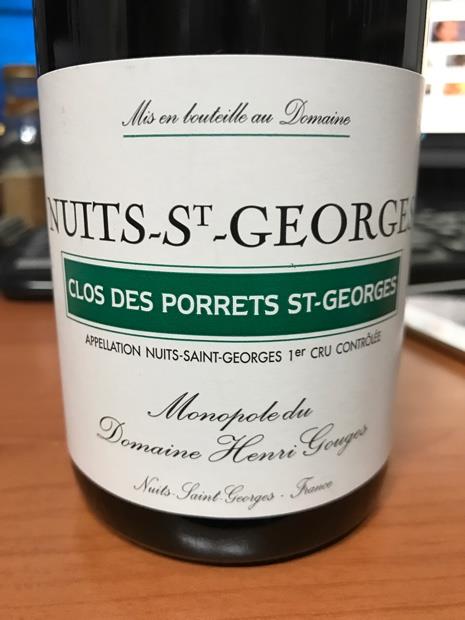 Mis en bouteille au Domaine
NUITS-ST-GEORGES
CLOS DES PORRETS ST-GEORGES
APPELLATION NUITS-SAINT-GEORGES 1er CRU CONTRÔLÉE
Monopole du
Domaine Henri Gouges
Nuits-Saint-Georges - France